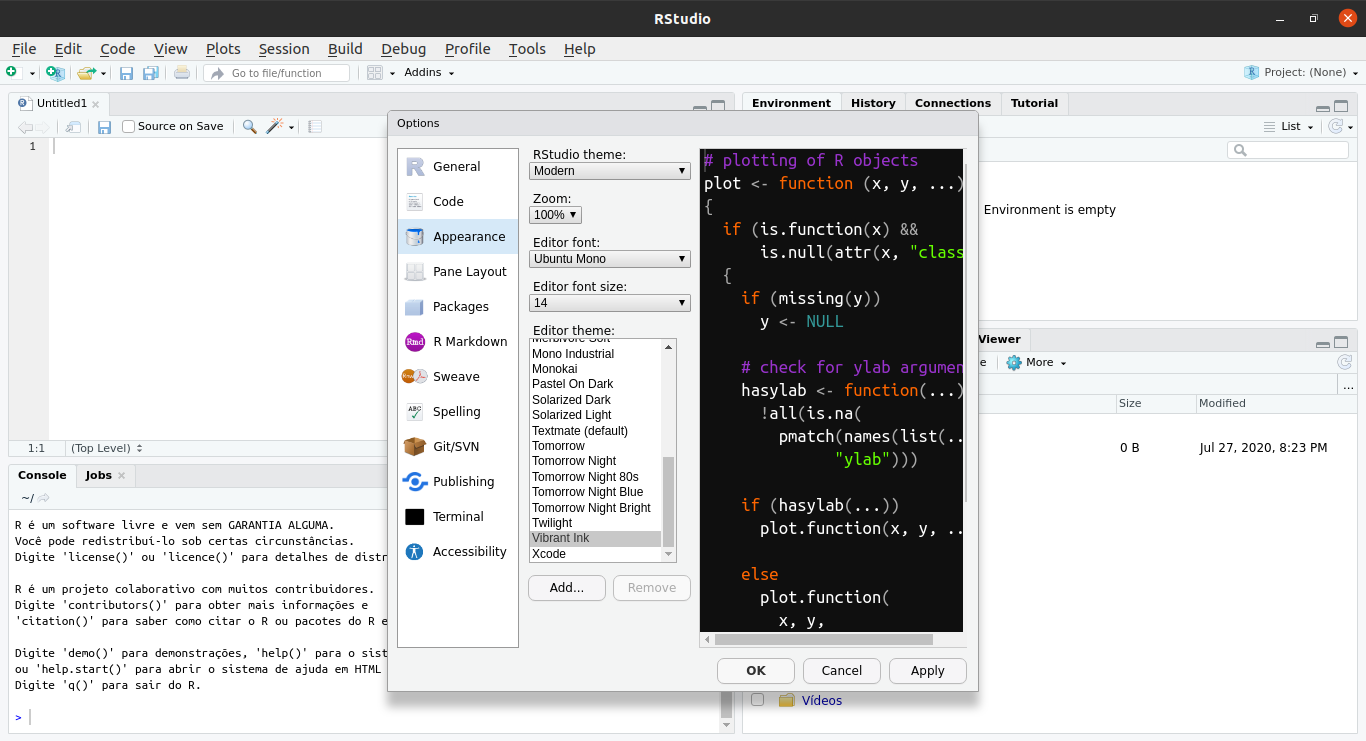 RStudio
File Edit Code View Plots Session Build Debug Profile Tools Help
Go to file/function
Addins
Project: (None)
Untitled1
Source on Save
1
1:1
(Top Level)
Console
Jobs
~/
R é um software livre e vem sem GARANTIA ALGUMA.
Você pode redistribuí-lo sob certas circunstâncias.
Digite 'license()' ou 'licence()' para detalhes de distr
R é um projeto colaborativo com muitos contribuidores.
Digite 'contributors()' para obter mais informações e
'citation()' para saber como citar o R ou pacotes do R e
Digite 'demo()' para demonstrações, 'help()' para o sist
ou 'help.start()' para abrir o sistema de ajuda em HTML
Digite 'q()' para sair do R.
>
Options
General
Code
Appearance
Pane Layout
Packages
Rmd
R Markdown
Sweave
ABC
Spelling
Git/SVN
Publishing
Terminal
Accessibility
RStudio theme:
Modern
Zoom:
100%
Editor font:
Ubuntu Mono
Editor font size:
14
Editor theme:
Merbivore Soft
Mono Industrial
Monokai
Pastel On Dark
Solarized Dark
Solarized Light
Textmate (default)
Tomorrow
Tomorrow Night
Tomorrow Night 80s
Tomorrow Night Blue
Tomorrow Night Bright
Twilight
Vibrant Ink
Xcode
Add...
Remove
# plotting of R objects
plot <- function (x, y, ...)
{
if (is.function(x) &&
is.null(attr(x, "class
{
if (missing(y))
y <- NULL
# check for ylab argumen
hasylab <- function(...)
!all(is.na(
pmatch(names(list(..
"ylab")))
if (hasylab(...))
plot.function(x, y, ..
else
plot.function(
x, y,
OK
Cancel
Apply
Environment
History
Connections
Tutorial
List
Environment is empty
Viewer
e
More
...
Size
Modified
0 B
Jul 27, 2020, 8:23 PM
Vídeos